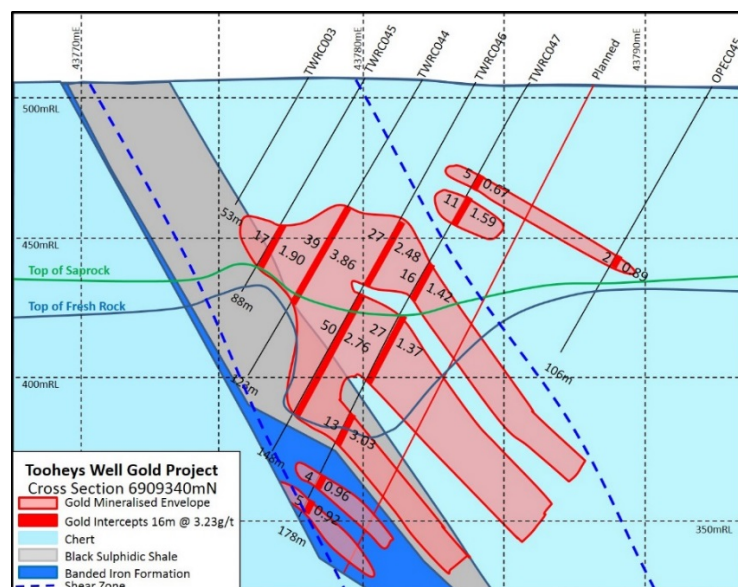 43770mE
TWRC003
TWRC045
43780mE
TWRC044
TWRC046
TWRC047
Planned
43790mE
OPEC045
500mRL
5 0.67
11 1.59
53m
17 1.90
39 3.86
27 2.48
16 1.42
2 0.89
450mRL
Top of Saprock
88m
Top of Fresh Rock
50 2.76
27 1.37
106m
123m
400mRL
13 3.03
148m
4 0.96
5 0.92
178m
350mRL
Tooheys Well Gold Project
Cross Section 6909340mN
Gold Mineralised Envelope
Gold Intercepts 16m @ 3.23g/t
Chert
Black Sulphidic Shale
Banded Iron Formation
Shear Zone